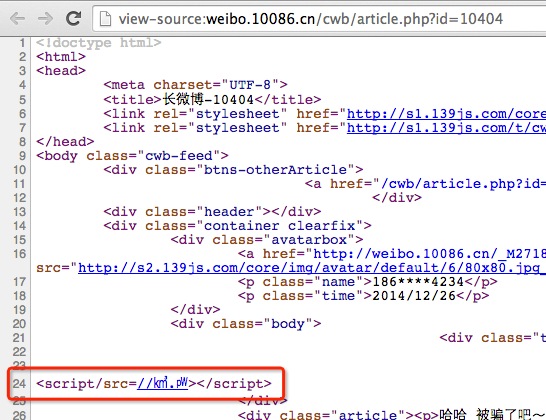 view-source:weibo.10086.cn/cwb/article.php?id=10404
1 <!doctype html>
2 <html>
3 <head>
4 <meta charset="UTF-8">
5 <title>长微博-10404</title>
6 <link rel="stylesheet" href="http://s1.139js.com/core
7 <link rel="stylesheet" href="http://s1.139js.com/t/cw
8 </head>
9 <body class="cwb-feed">
10 <div class="btns-otherArticle">
11 <a href="/cwb/article.php?id=
12 </div>
13 <div class="header"></div>
14 <div class="container clearfix">
15 <div class="avatarbox">
16 <a href="http://weibo.10086.cn/_M2718
src="http://s2.139js.com/core/img/avatar/default/6/80x80.jpg_
17 <p class="name">186****4234</p>
18 <p class="time">2014/12/26</p>
19 </div>
20 <div class="body">
21 <div class="t
22
23
24 <script/src=//㎦.㎺></script>
25 </div>
26 <div class="article"><p>哈哈 被骗了吧～